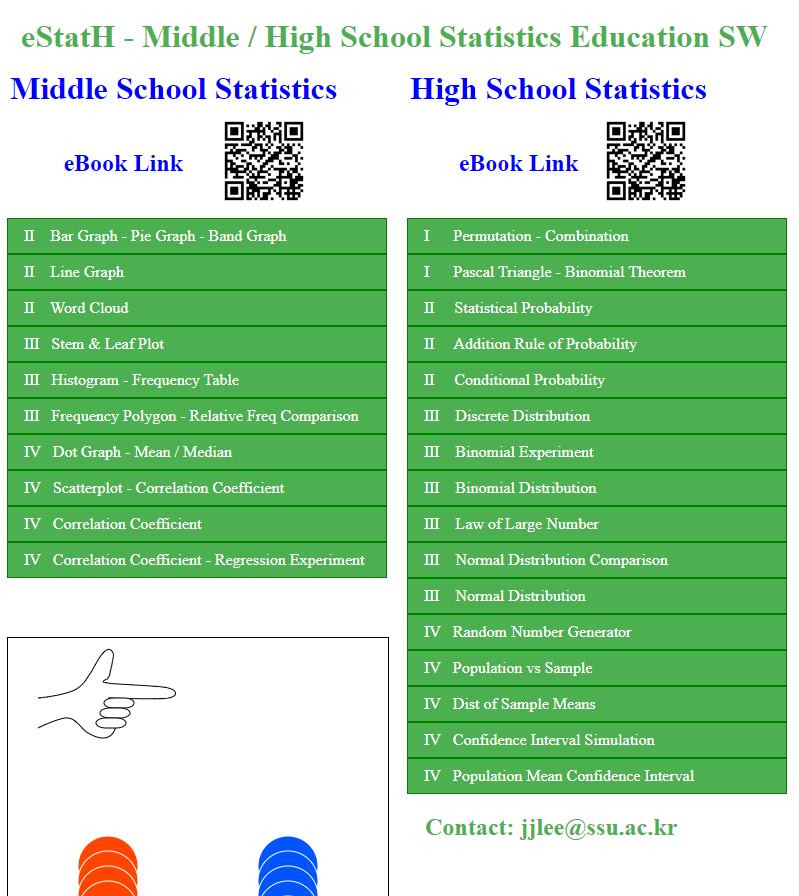 eStatH - Middle / High School Statistics Education SW
Middle School Statistics
eBook Link
II Bar Graph - Pie Graph - Band Graph
II Line Graph
II Word Cloud
III Stem & Leaf Plot
III Histogram - Frequency Table
III Frequency Polygon - Relative Freq Comparison
IV Dot Graph - Mean / Median
IV Scatterplot - Correlation Coefficient
IV Correlation Coefficient
IV Correlation Coefficient - Regression Experiment
High School Statistics
eBook Link
I Permutation - Combination
I Pascal Triangle - Binomial Theorem
II Statistical Probability
II Addition Rule of Probability
II Conditional Probability
III Discrete Distribution
III Binomial Experiment
III Binomial Distribution
III Law of Large Number
III Normal Distribution Comparison
III Normal Distribution
IV Random Number Generator
IV Population vs Sample
IV Dist of Sample Means
IV Confidence Interval Simulation
IV Population Mean Confidence Interval
Contact: jjlee@ssu.ac.kr